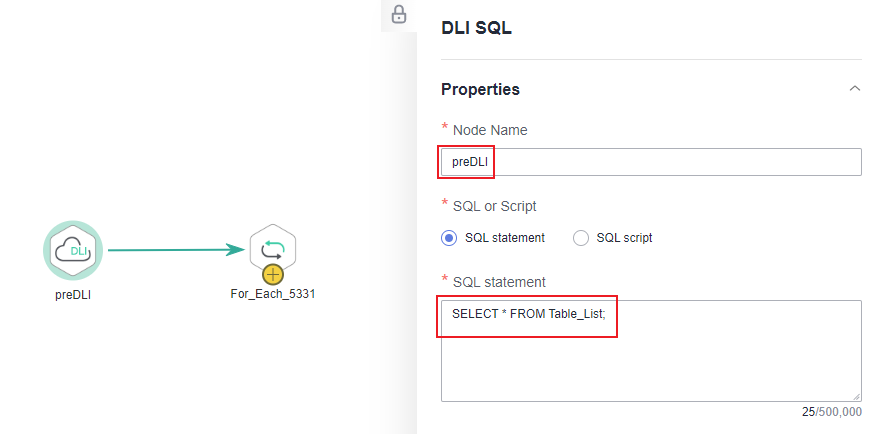 DLI SQL
Properties
* Node Name
preDLI
* SQL or Script
SQL statement SQL script
* SQL statement
SELECT * FROM Table_List;
25/500,000
DLI
preDLI
For_Each_5331